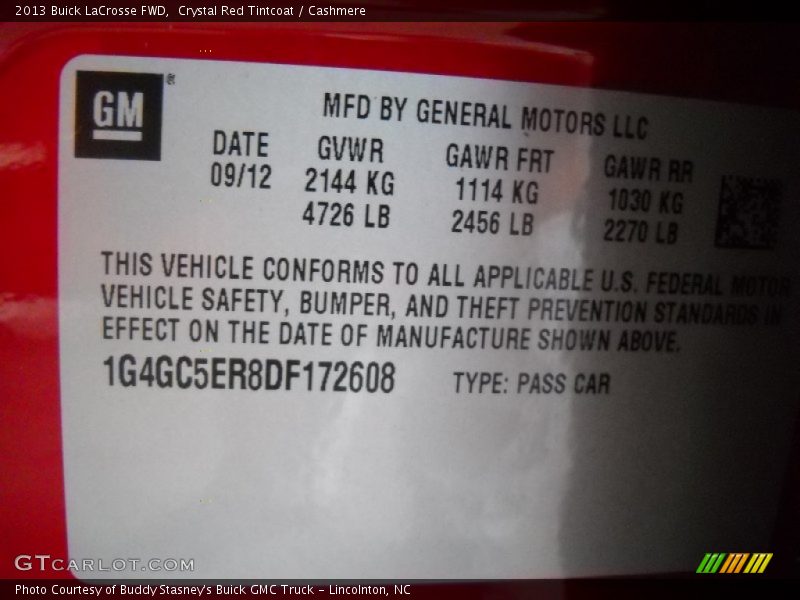 2013 Buick LaCrosse FWD, Crystal Red Tintcoat / Cashmere
GM ®
MFD BY GENERAL MOTORS LLC
DATE GVWR GAWR FRT GAWR RR
09/12 2144 KG 1114 KG 1030 KG
4726 LB 2456 LB 2270 LB
THIS VEHICLE CONFORMS TO ALL APPLICABLE U.S. FEDERAL MOTOR
VEHICLE SAFETY, BUMPER, AND THEFT PREVENTION STANDARDS IN
EFFECT ON THE DATE OF MANUFACTURE SHOWN ABOVE.
1G4GC5ER8DF172608 TYPE: PASS CAR
GTCARLOT.COM
Photo Courtesy of Buddy Stasney's Buick GMC Truck - Lincolnton, NC